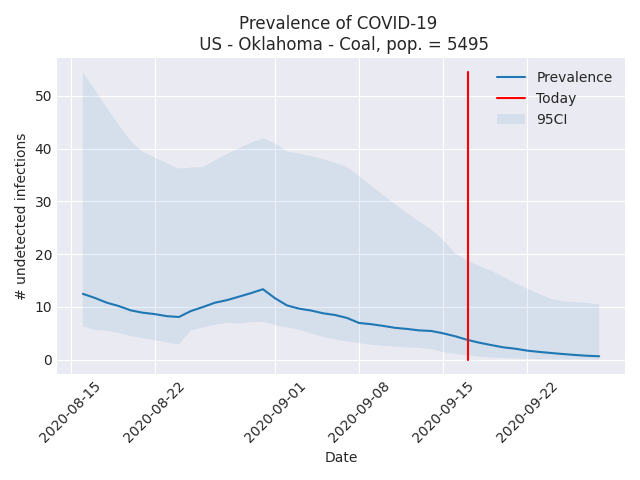 Prevalence of COVID-19
US - Oklahoma - Coal, pop. = 5495
Prevalence
Today
95CI
# undetected infections
50
40
30
20
10
0
2020-08-15
2020-08-22
2020-09-01
2020-09-08
2020-09-15
2020-09-22
Date